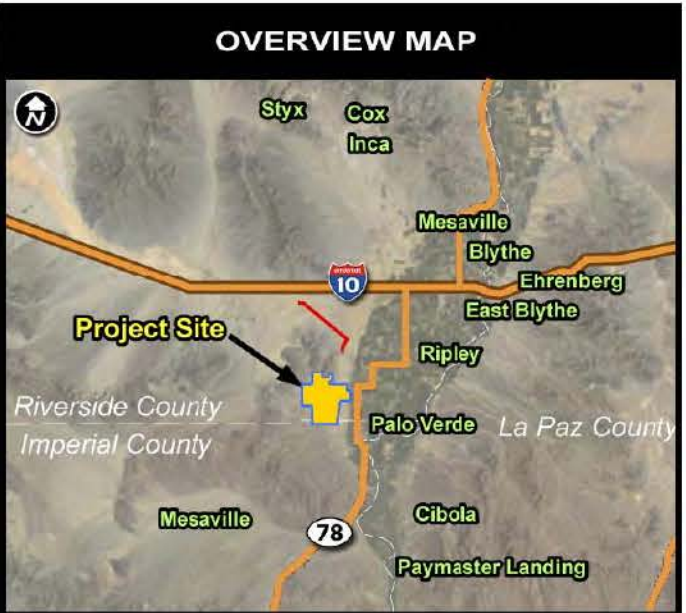 OVERVIEW MAP
N
Styx
Cox
Inca
Mesaville
Blythe
INTERSTATE
10
Ehrenberg
East Blythe
Project Site
Ripley
Riverside County
Palo Verde
La Paz County
Imperial County
Mesaville
Cibola
78
Paymaster Landing